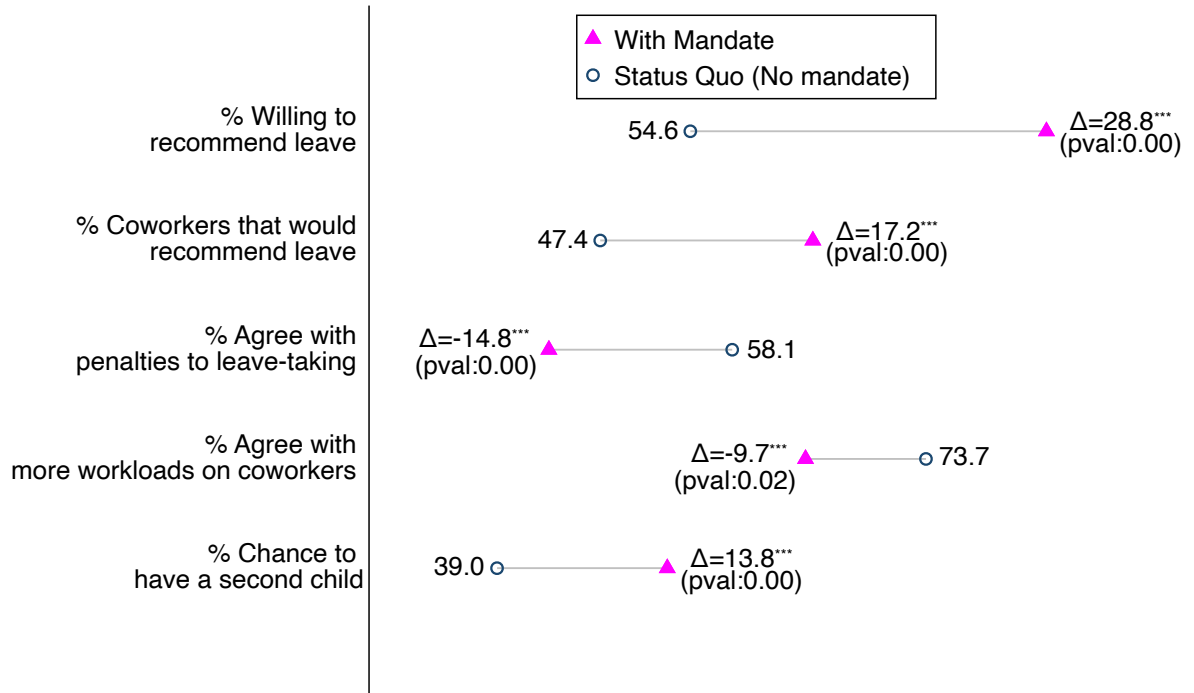 With Mandate
Status Quo (No mandate)
% Willing to
recommend leave
54.6
Δ=28.8***
(pval:0.00)
% Coworkers that would
recommend leave
47.4
Δ=17.2***
(pval:0.00)
% Agree with
penalties to leave-taking
Δ=-14.8***
(pval:0.00)
58.1
% Agree with
more workloads on coworkers
Δ=-9.7***
(pval:0.02)
73.7
% Chance to
have a second child
39.0
Δ=13.8***
(pval:0.00)